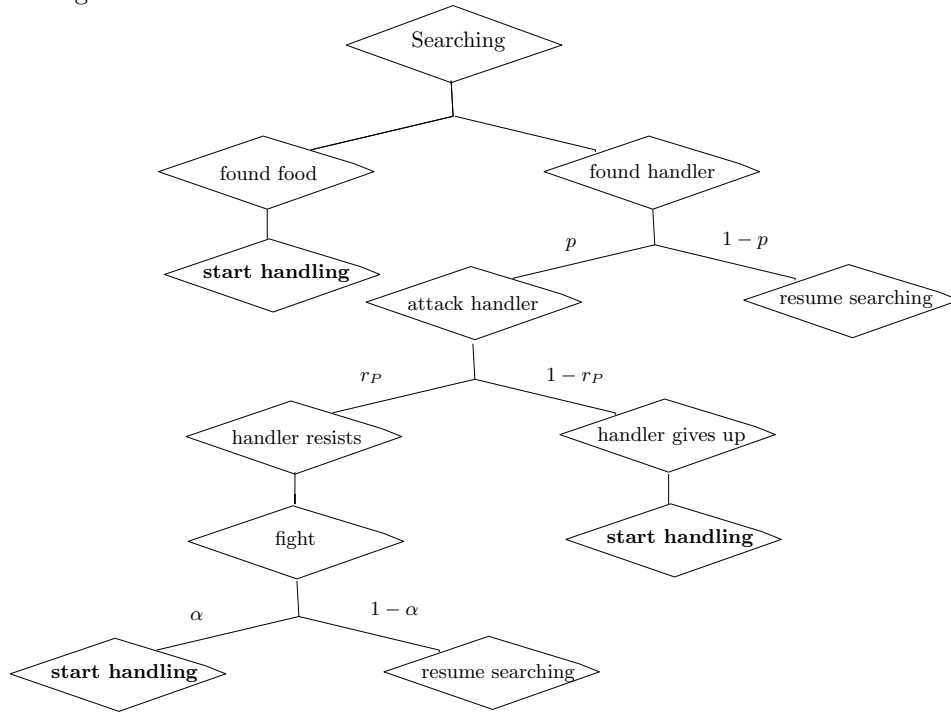 Searching
found food
found handler
p
1 − p
start handling
attack handler
resume searching
r_P
1 − r_P
handler resists
handler gives up
fight
start handling
α
1 − α
start handling
resume searching